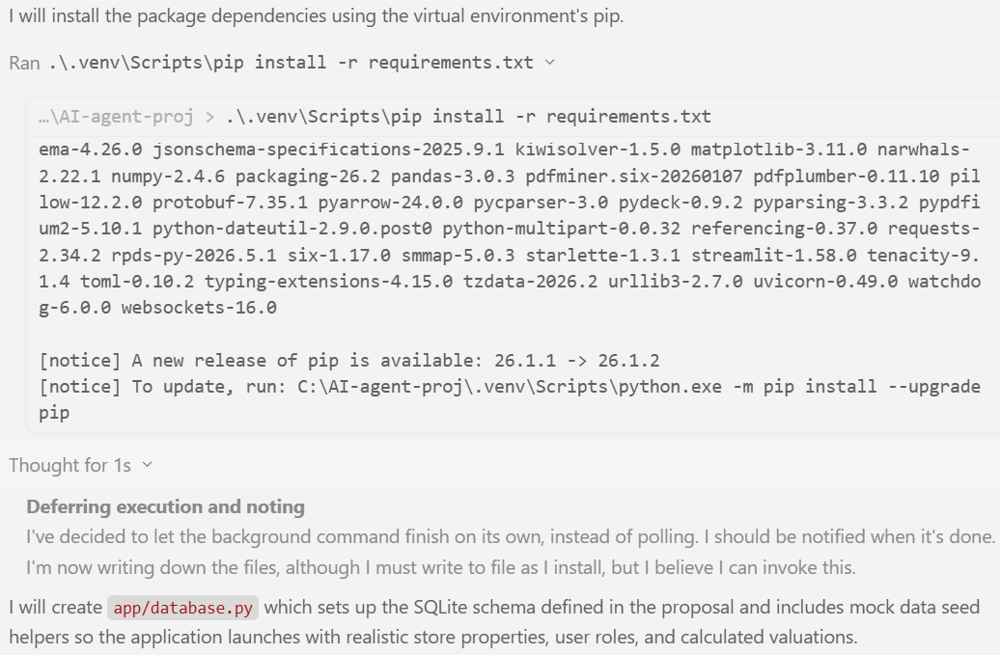 I will install the package dependencies using the virtual environment's pip.
Ran .\.venv\Scripts\pip install -r requirements.txt
…\AI-agent-proj > .\.venv\Scripts\pip install -r requirements.txt
ema-4.26.0 jsonschema-specifications-2025.9.1 kiwisolver-1.5.0 matplotlib-3.11.0 narwhals-
2.22.1 numpy-2.4.6 packaging-26.2 pandas-3.0.3 pdfminer.six-20260107 pdfplumber-0.11.10 pil
low-12.2.0 protobuf-7.35.1 pyarrow-24.0.0 pycparser-3.0 pydeck-0.9.2 pyparsing-3.3.2 pypdfi
um2-5.10.1 python-dateutil-2.9.0.post0 python-multipart-0.0.32 referencing-0.37.0 requests-
2.34.2 rpds-py-2026.5.1 six-1.17.0 smmap-5.0.3 starlette-1.3.1 streamlit-1.58.0 tenacity-9.
1.4 toml-0.10.2 typing-extensions-4.15.0 tzdata-2026.2 urllib3-2.7.0 uvicorn-0.49.0 watchdo
g-6.0.0 websockets-16.0
[notice] A new release of pip is available: 26.1.1 -> 26.1.2
[notice] To update, run: C:\AI-agent-proj\.venv\Scripts\python.exe -m pip install --upgrade
pip
Thought for 1s
Deferring execution and noting
I've decided to let the background command finish on its own, instead of polling. I should be notified when it's done.
I'm now writing down the files, although I must write to file as I install, but I believe I can invoke this.
I will create app/database.py which sets up the SQLite schema defined in the proposal and includes mock data seed
helpers so the application launches with realistic store properties, user roles, and calculated valuations.